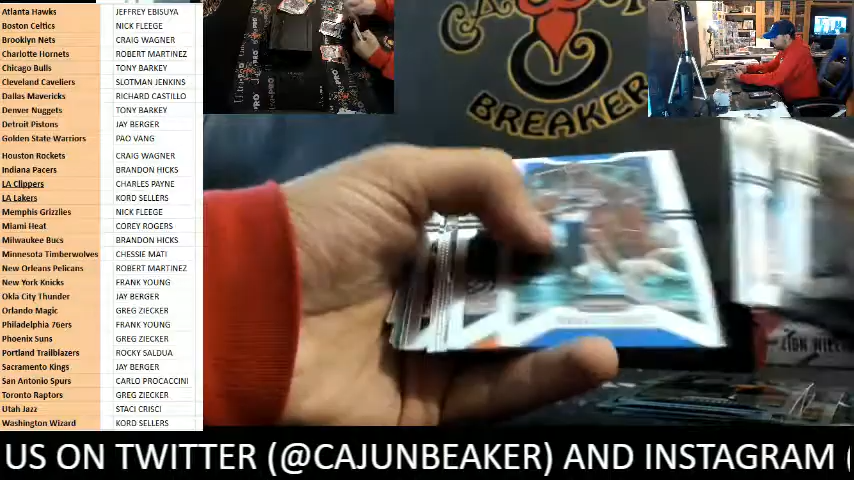 Atlanta Hawks JEFFREY EBISUYA
Boston Celtics NICK FLEEGE
Brooklyn Nets CRAIG WAGNER
Charlotte Hornets ROBERT MARTINEZ
Chicago Bulls TONY BARKEY
Cleveland Caveliers SLOTMAN JENKINS
Dallas Mavericks RICHARD CASTILLO
Denver Nuggets TONY BARKEY
Detroit Pistons JAY BERGER
Golden State Warriors PAO VANG
Houston Rockets CRAIG WAGNER
Indiana Pacers BRANDON HICKS
LA Clippers CHARLES PAYNE
LA Lakers KORD SELLERS
Memphis Grizzlies NICK FLEEGE
Miami Heat COREY ROGERS
Milwaukee Bucs BRANDON HICKS
Minnesota Timberwolves CHESSIE MATI
New Orleans Pelicans ROBERT MARTINEZ
New York Knicks FRANK YOUNG
Okla City Thunder JAY BERGER
Orlando Magic GREG ZIECKER
Philadelphia 76ers FRANK YOUNG
Phoenix Suns GREG ZIECKER
Portland Trailblazers ROCKY SALDUA
Sacramento Kings JAY BERGER
San Antonio Spurs CARLO PROCACCINI
Toronto Raptors GREG ZIECKER
Utah Jazz STACI CRISCI
Washington Wizard KORD SELLERS
BREAKER
US ON TWITTER (@CAJUNBEAKER) AND INSTAGRAM (